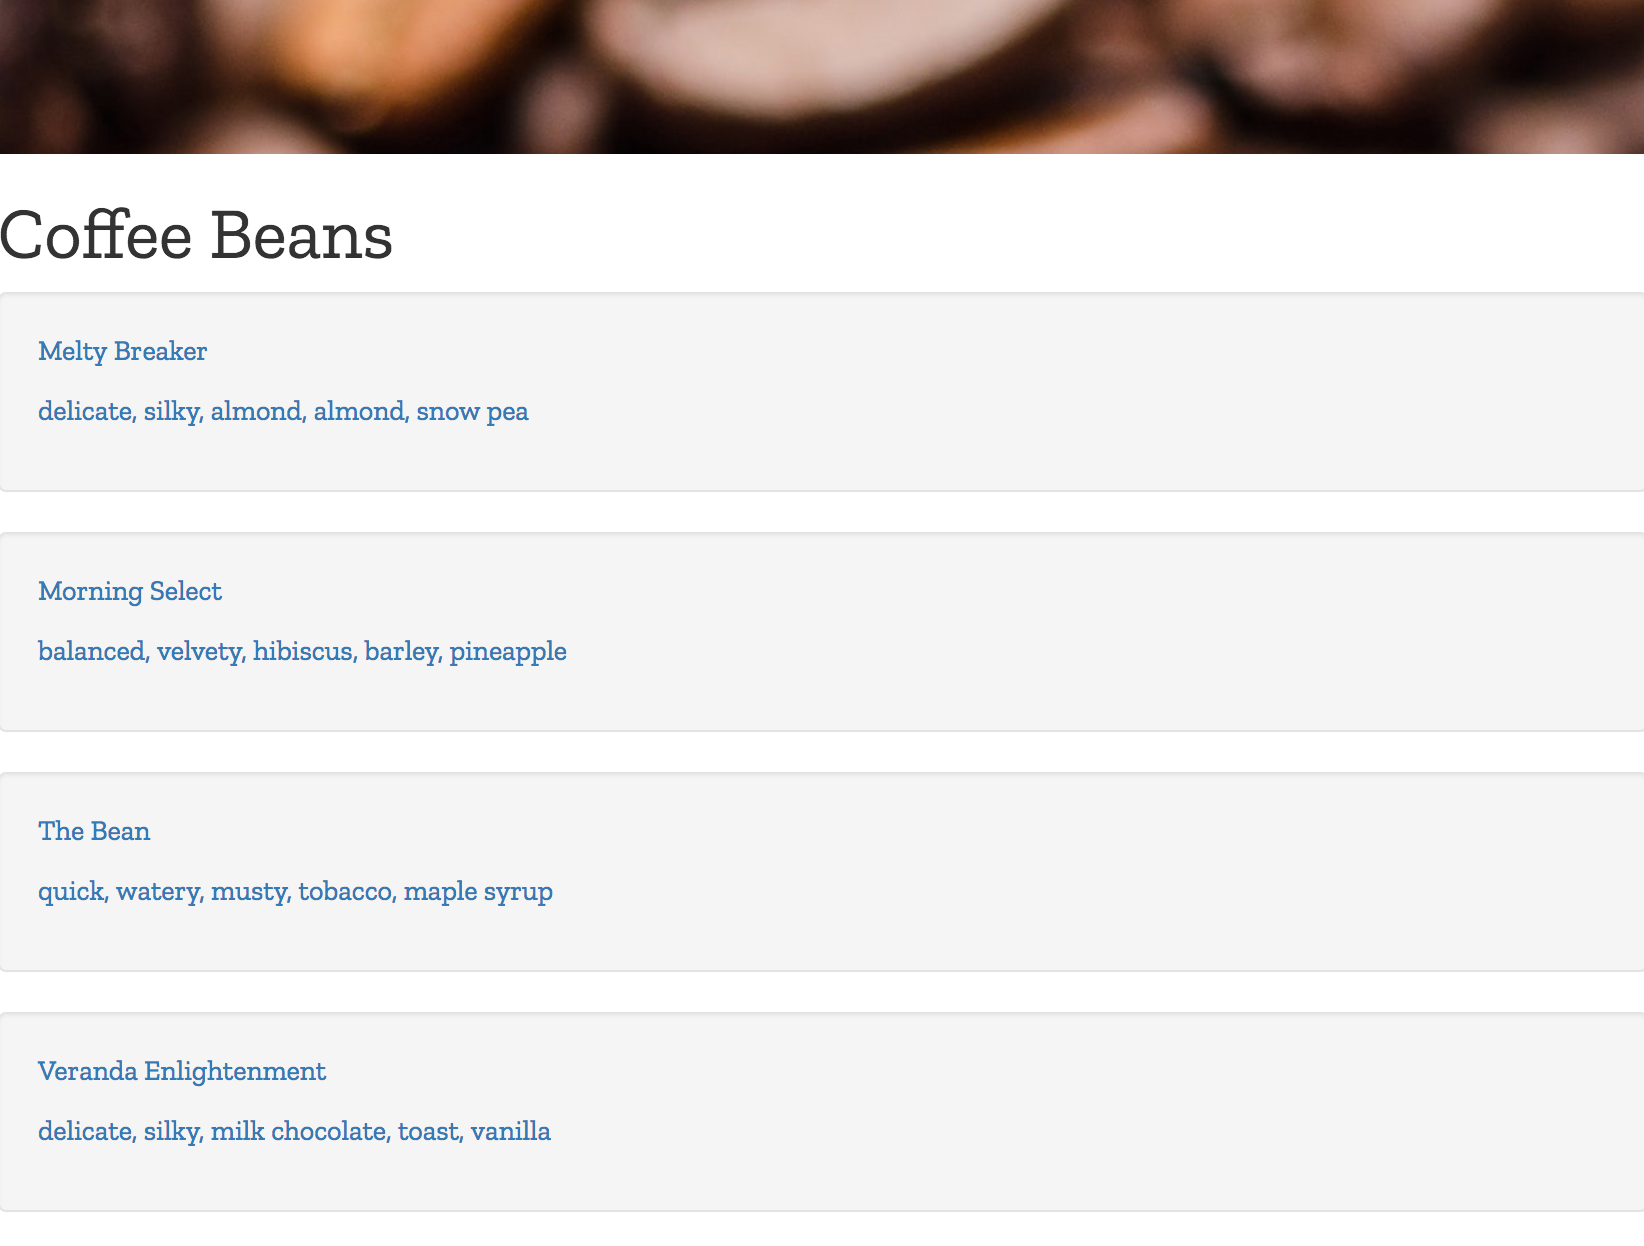 Coffee Beans
Melty Breaker
delicate, silky, almond, almond, snow pea
Morning Select
balanced, velvety, hibiscus, barley, pineapple
The Bean
quick, watery, musty, tobacco, maple syrup
Veranda Enlightenment
delicate, silky, milk chocolate, toast, vanilla